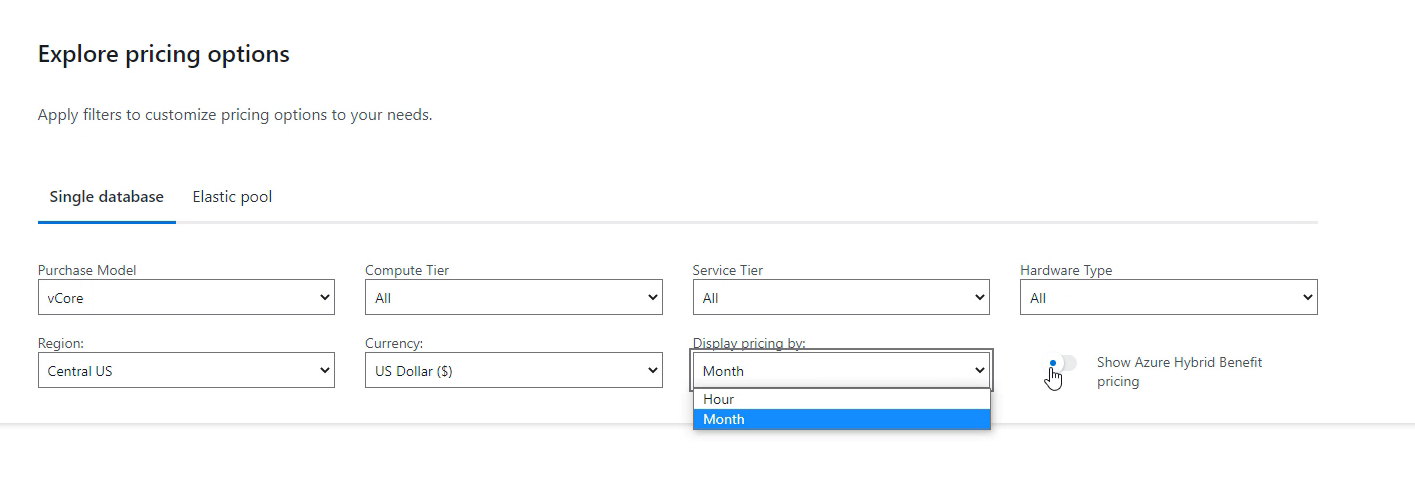 Explore pricing options
Apply filters to customize pricing options to your needs.
Single database
Elastic pool
Purchase Model
Compute Tier
Service Tier
Hardware Type
vCore
All
All
All
Region:
Currency:
Display pricing by:
Central US
US Dollar ($)
Month
Show Azure Hybrid Benefit
pricing
Hour
Month